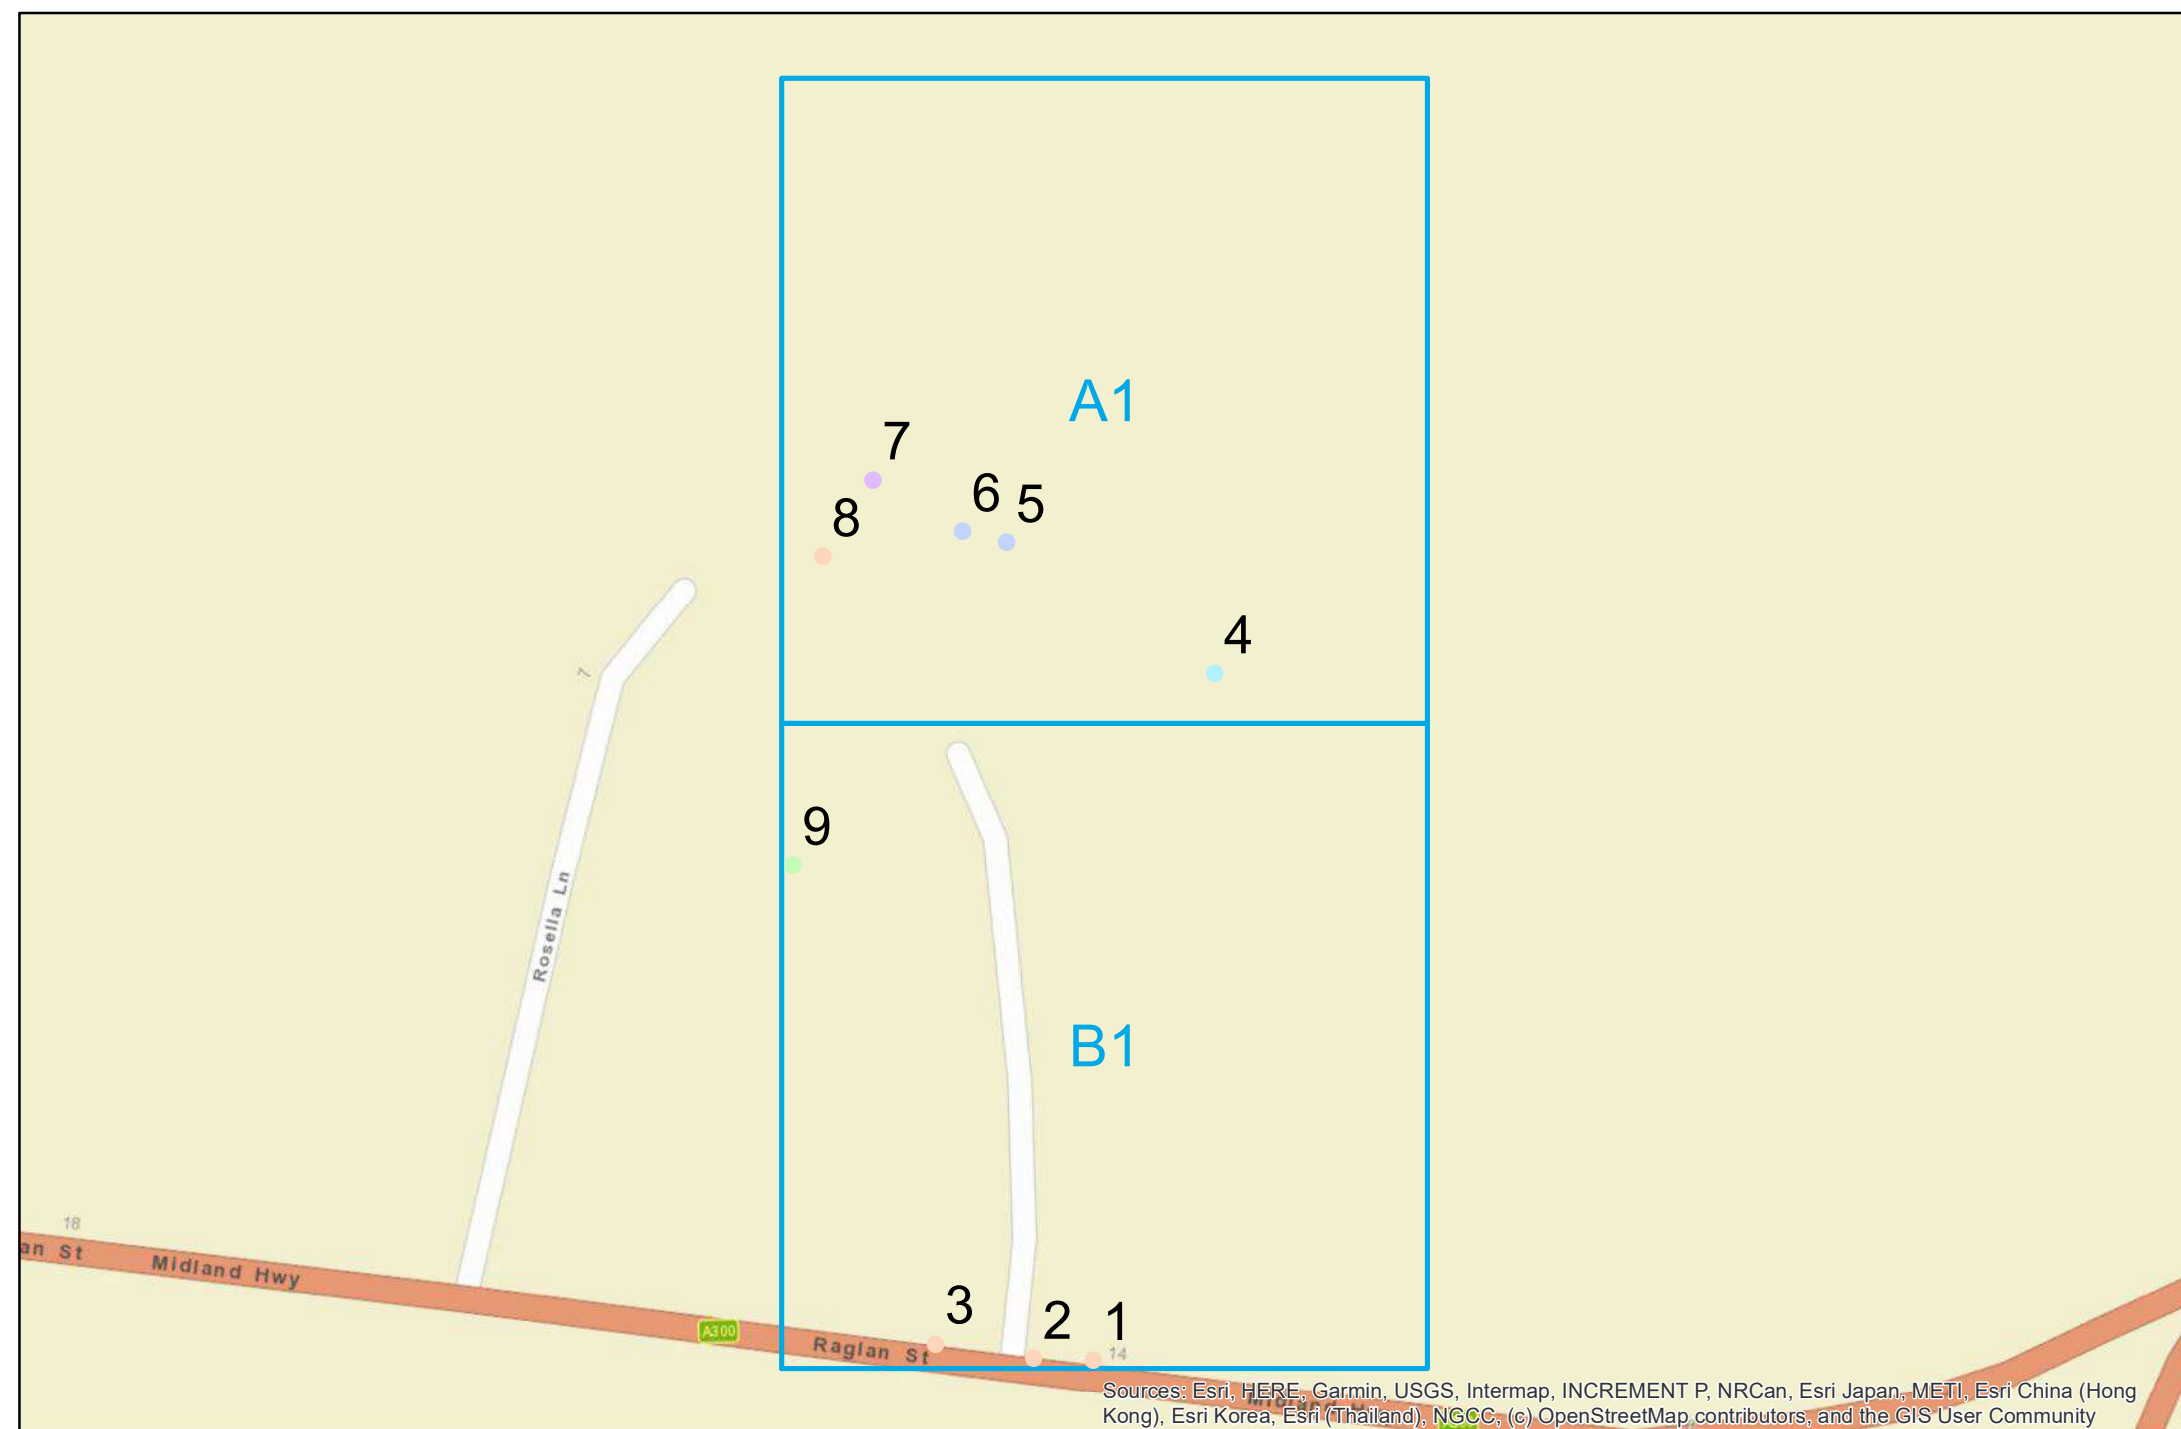 A1
7
6
5
8
4
7
9
Rosella Ln
B1
18
an St
Midland Hwy
3
2
1
A300
Raglan St
14
Sources: Esri, HERE, Garmin, USGS, Intermap, INCREMENT P, NRCan, Esri Japan, METI, Esri China (Hong
Kong), Esri Korea, Esri (Thailand), NGCC, (c) OpenStreetMap contributors, and the GIS User Community